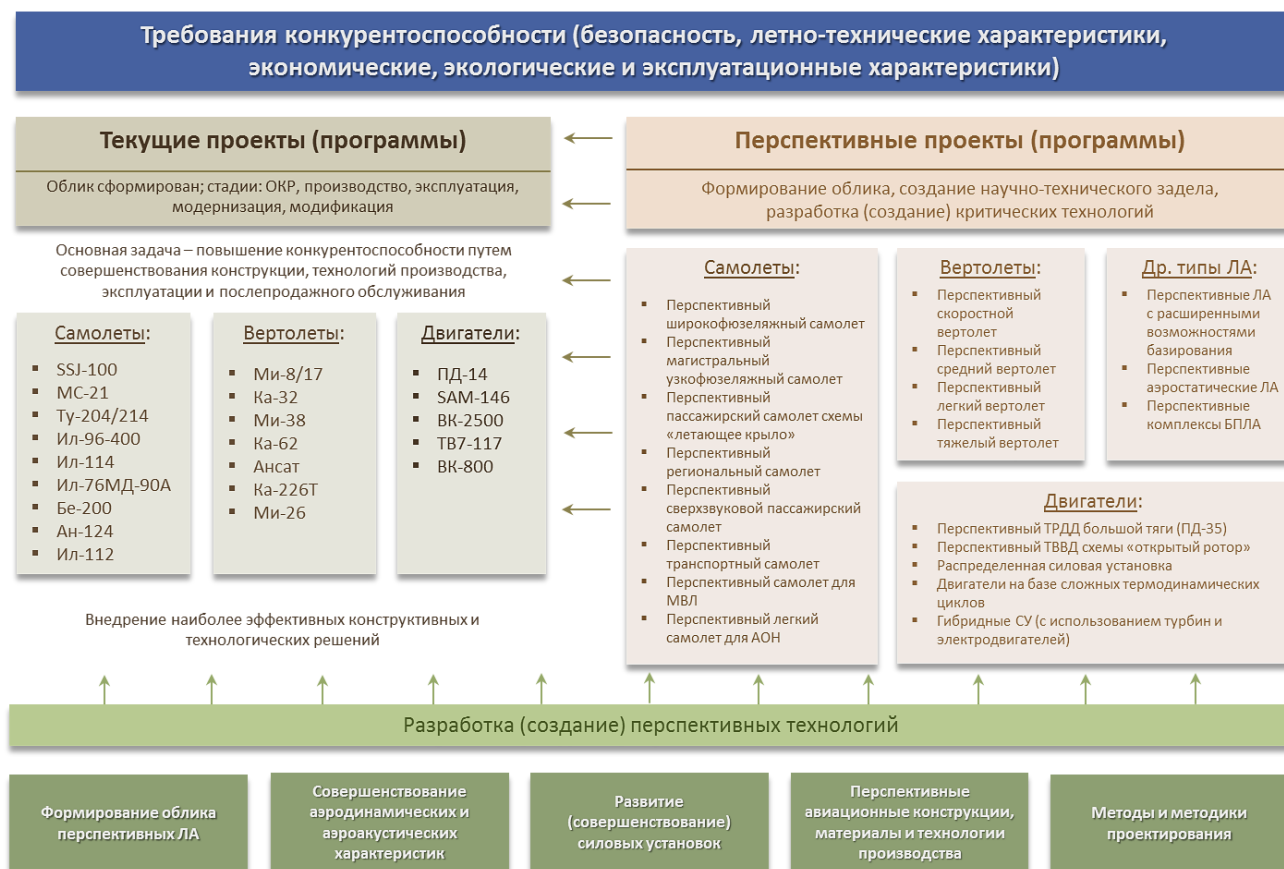 Требования конкурентоспособности (безопасность, летно-технические характеристики,
экономические, экологические и эксплуатационные характеристики)
Текущие проекты (программы)
Облик сформирован; стадии: ОКР, производство, эксплуатация,
модернизация, модификация
Основная задача – повышение конкурентоспособности путем
совершенствования конструкции, технологий производства,
эксплуатации и послепродажного обслуживания
Самолеты:
▪ SSJ-100
▪ МС-21
▪ Ту-204/214
▪ Ил-96-400
▪ Ил-114
▪ Ил-76МД-90А
▪ Бе-200
▪ Ан-124
▪ Ил-112
Вертолеты:
▪ Ми-8/17
▪ Ка-32
▪ Ми-38
▪ Ка-62
▪ Ансат
▪ Ка-226Т
▪ Ми-26
Двигатели:
▪ ПД-14
▪ SAM-146
▪ ВК-2500
▪ ТВ7-117
▪ ВК-800
Внедрение наиболее эффективных конструктивных и
технологических решений
Перспективные проекты (программы)
Формирование облика, создание научно-технического задела,
разработка (создание) критических технологий
Самолеты:
▪ Перспективный
широкофюзеляжный самолет
▪ Перспективный
магистральный
узкофюзеляжный самолет
▪ Перспективный
пассажирский самолет схемы
«летающее крыло»
▪ Перспективный
региональный самолет
▪ Перспективный
сверхзвуковой пассажирский
самолет
▪ Перспективный
транспортный самолет
▪ Перспективный самолет для
МВЛ
▪ Перспективный легкий
самолет для АОН
Вертолеты:
▪ Перспективный
скоростной
вертолет
▪ Перспективный
средний вертолет
▪ Перспективный
легкий вертолет
▪ Перспективный
тяжелый вертолет
Др. типы ЛА:
▪ Перспективные ЛА
с расширенными
возможностями
базирования
▪ Перспективные
аэростатические ЛА
▪ Перспективные
комплексы БПЛА
Двигатели:
▪ Перспективный ТРДД большой тяги (ПД-35)
▪ Перспективный ТВВД схемы «открытый ротор»
▪ Распределенная силовая установка
▪ Двигатели на базе сложных термодинамических
циклов
▪ Гибридные СУ (с использованием турбин и
электродвигателей)
Разработка (создание) перспективных технологий
Формирование облика
перспективных ЛА
Совершенствование
аэродинамических и
аэроакустических
характеристик
Развитие
(совершенствование)
силовых установок
Перспективные
авиационные конструкции,
материалы и технологии
производства
Методы и методики
проектирования